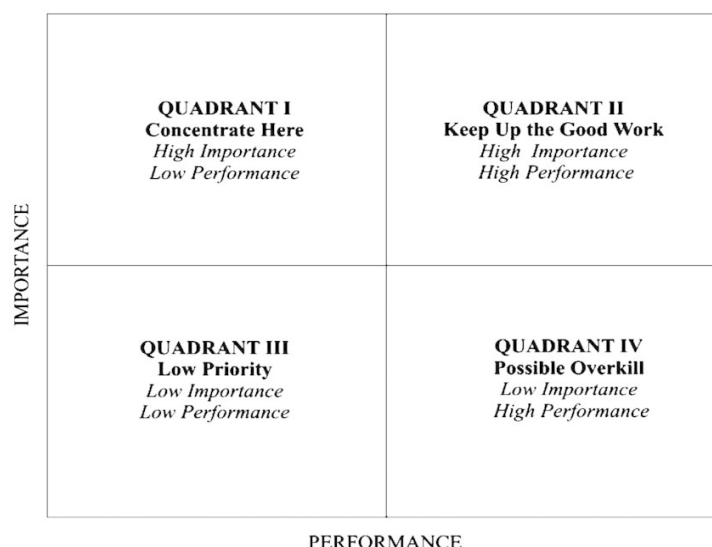 QUADRANT I
Concentrate Here
High Importance
Low Performance
QUADRANT II
Keep Up the Good Work
High Importance
High Performance
IMPORTANCE
QUADRANT III
Low Priority
Low Importance
Low Performance
QUADRANT IV
Possible Overkill
Low Importance
High Performance
PERFORMANCE